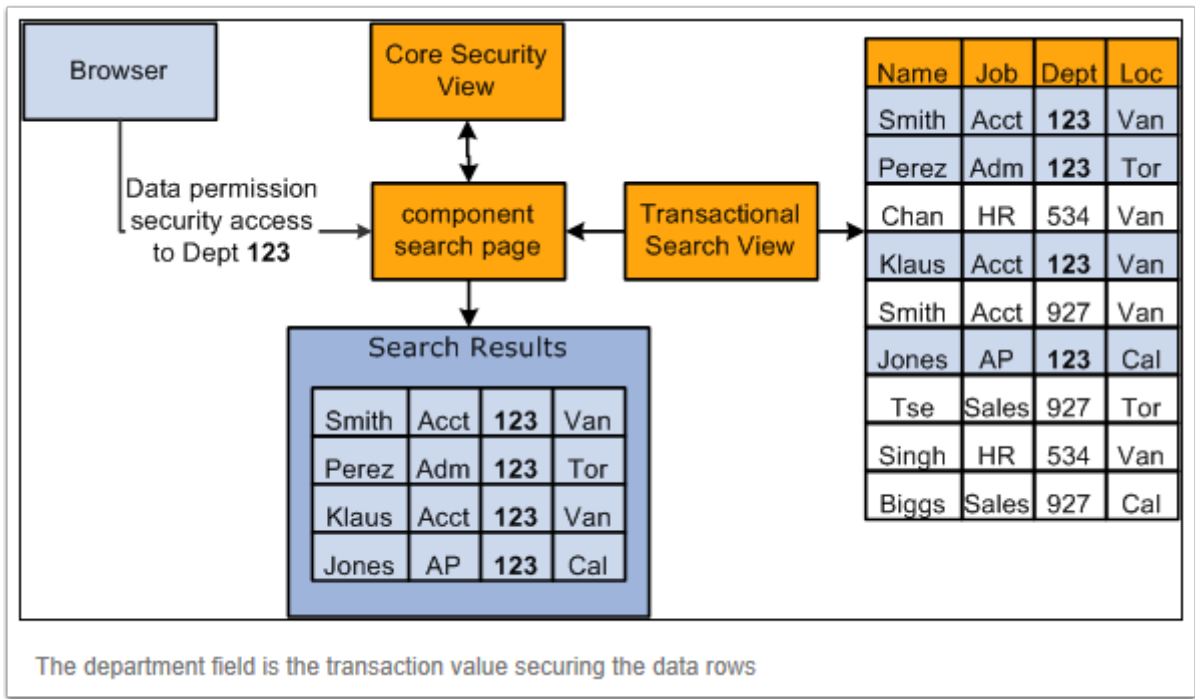 Browser
Core Security
View
Data permission
security access
to Dept 123
component
search page
Transactional
Search View
Name Job Dept Loc
Smith Acct 123 Van
Perez Adm 123 Tor
Chan HR 534 Van
Klaus Acct 123 Van
Smith Acct 927 Van
Jones AP 123 Cal
Tse Sales 927 Tor
Singh HR 534 Van
Biggs Sales 927 Cal
Search Results
Smith Acct 123 Van
Perez Adm 123 Tor
Klaus Acct 123 Van
Jones AP 123 Cal
The department field is the transaction value securing the data rows